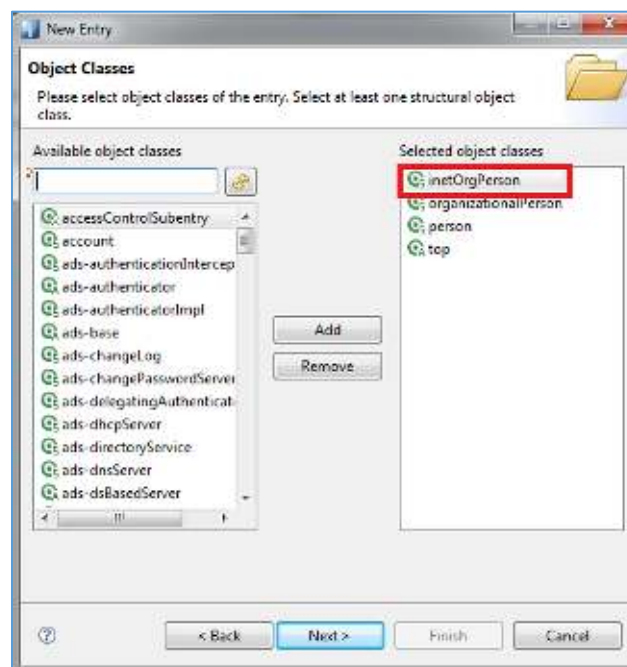 New Entry
Object Classes
Please select object classes of the entry. Select at least one structural object
class.
Available object classes
Selected object classes
accessControlSubentry
account
ads-authenticationIntercep
ads-authenticator
ads-authenticatorImpl
ads-base
ads-changeLog
ads-changePasswordServer
ads-delegatingAuthenticat
ads-dhcpServer
ads-directoryService
ads-dnsServer
ads-dsBasedServer
Add
Remove
inetOrgPerson
organizationalPerson
person
top
?
< Back
Next >
Finish
Cancel